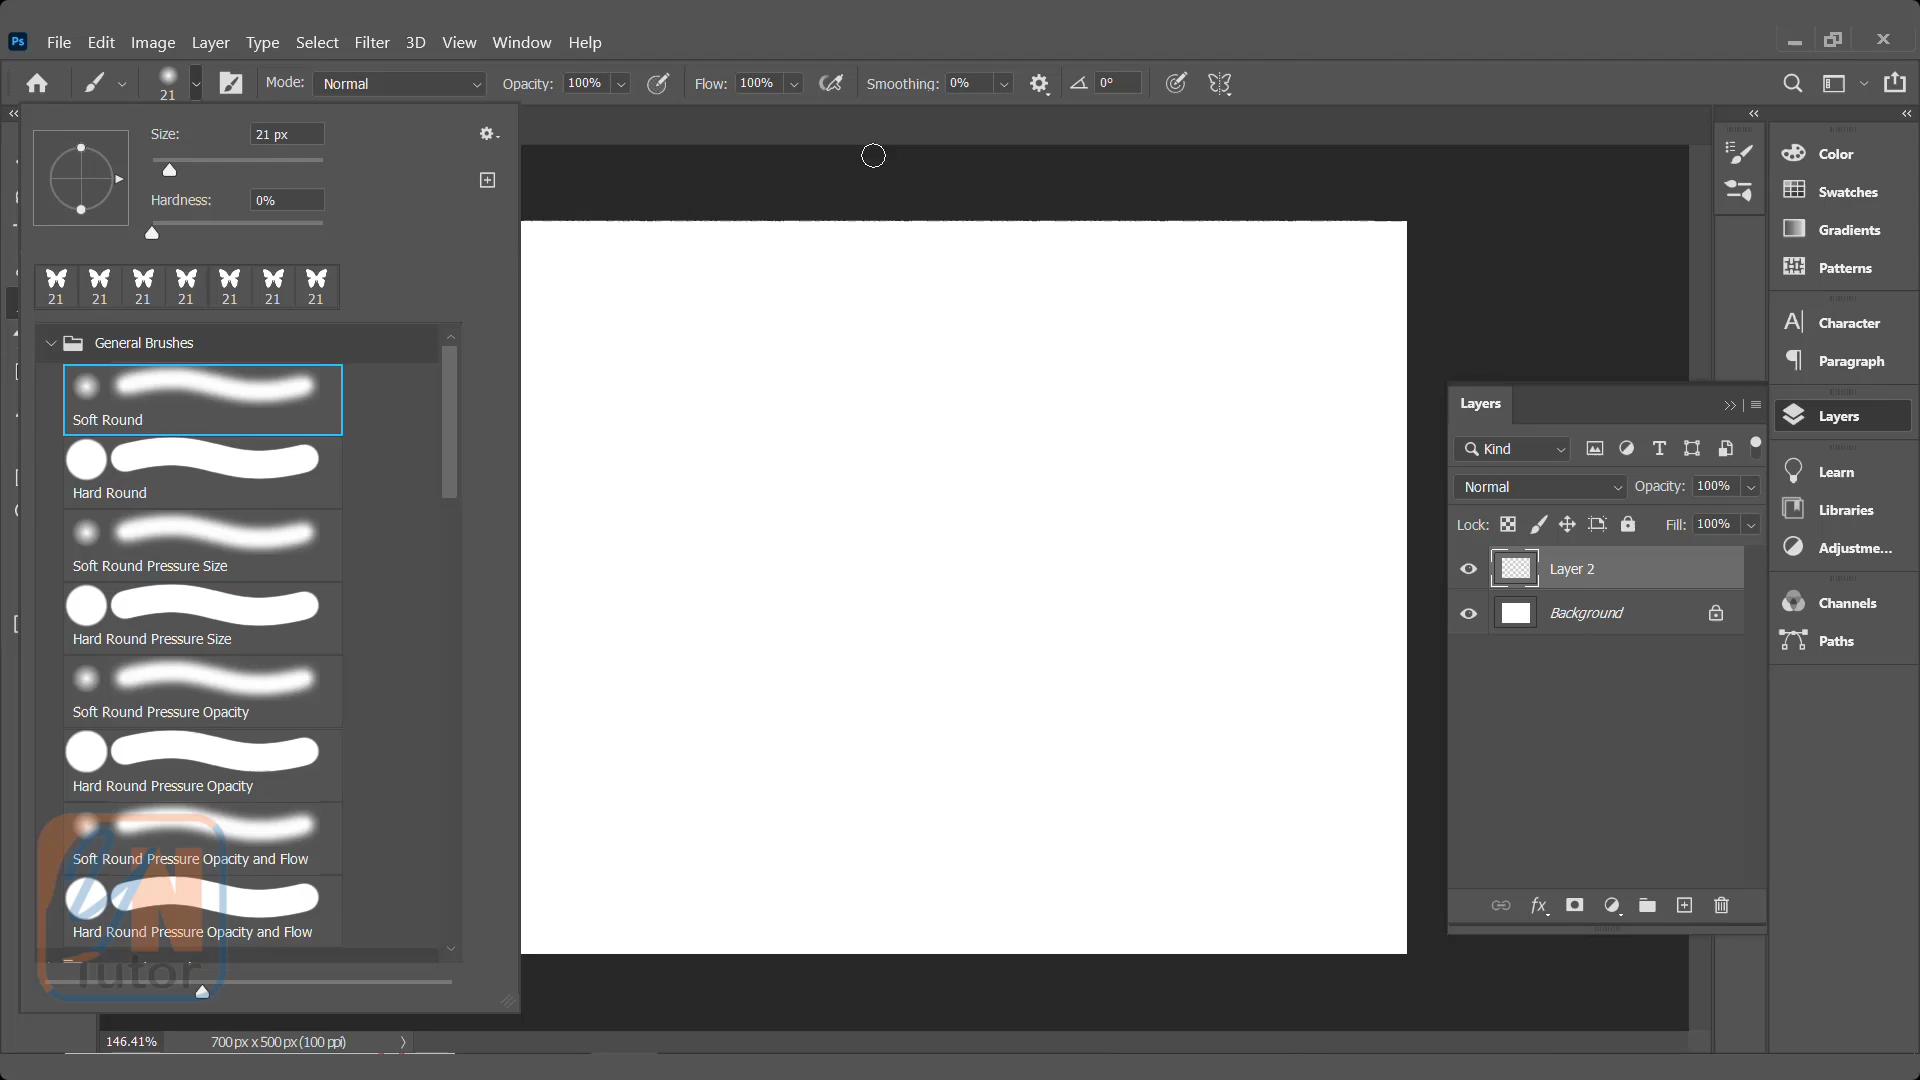 Ps File Edit Image Layer Type Select Filter 3D View Window Help
21 Mode: Normal Opacity: 100% Flow: 100% Smoothing: 0% 0°
Size: 21 px
Hardness: 0%
21 21 21 21 21 21 21
General Brushes
Soft Round
Hard Round
Soft Round Pressure Size
Hard Round Pressure Size
Soft Round Pressure Opacity
Hard Round Pressure Opacity
Soft Round Pressure Opacity and Flow
Hard Round Pressure Opacity and Flow
Tutor
146.41% 700 px x 500 px (100 ppi)
Layers
Kind
Normal Opacity: 100%
Lock: Fill: 100%
Layer 2
Background
fx
Color
Swatches
Gradients
Patterns
Character
Paragraph
Layers
Learn
Libraries
Adjustme...
Channels
Paths